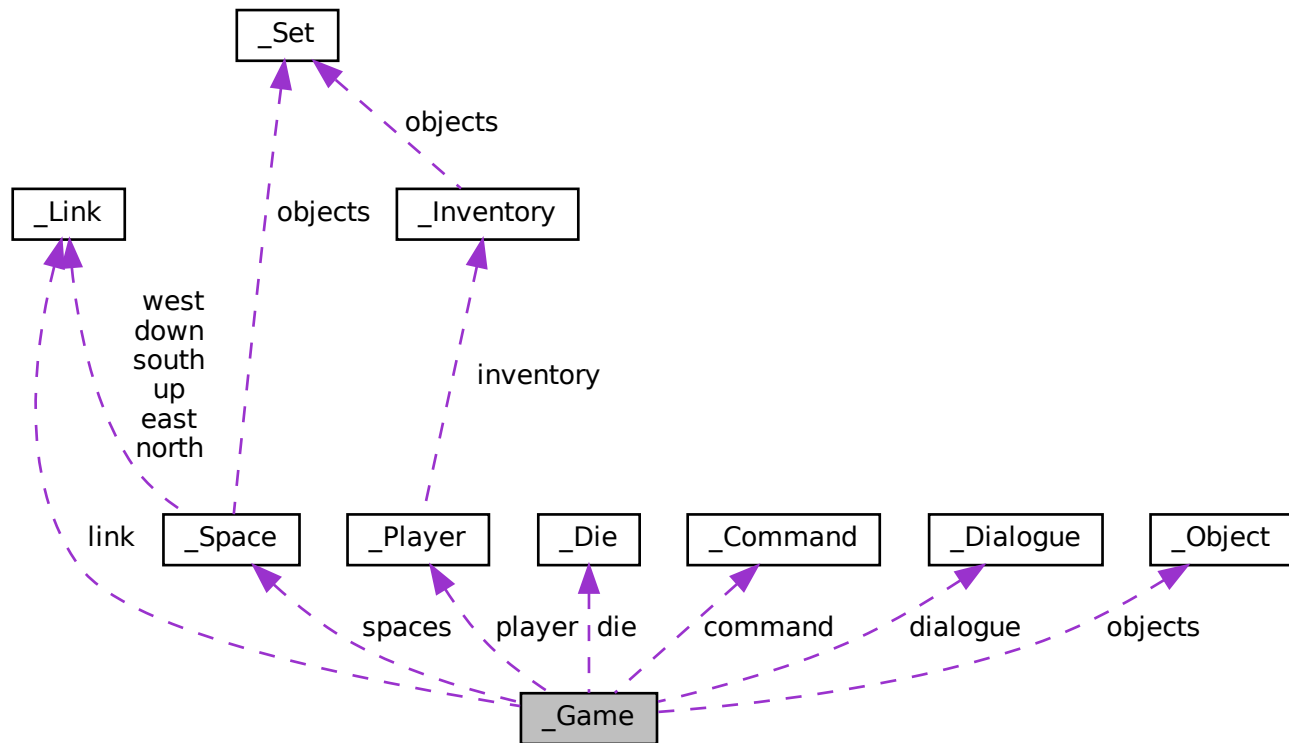 _Set
objects
_Link
objects
_Inventory
west
down
south
up
east
north
inventory
link
_Space
_Player
_Die
_Command
_Dialogue
_Object
spaces
player
die
command
dialogue
objects
_Game